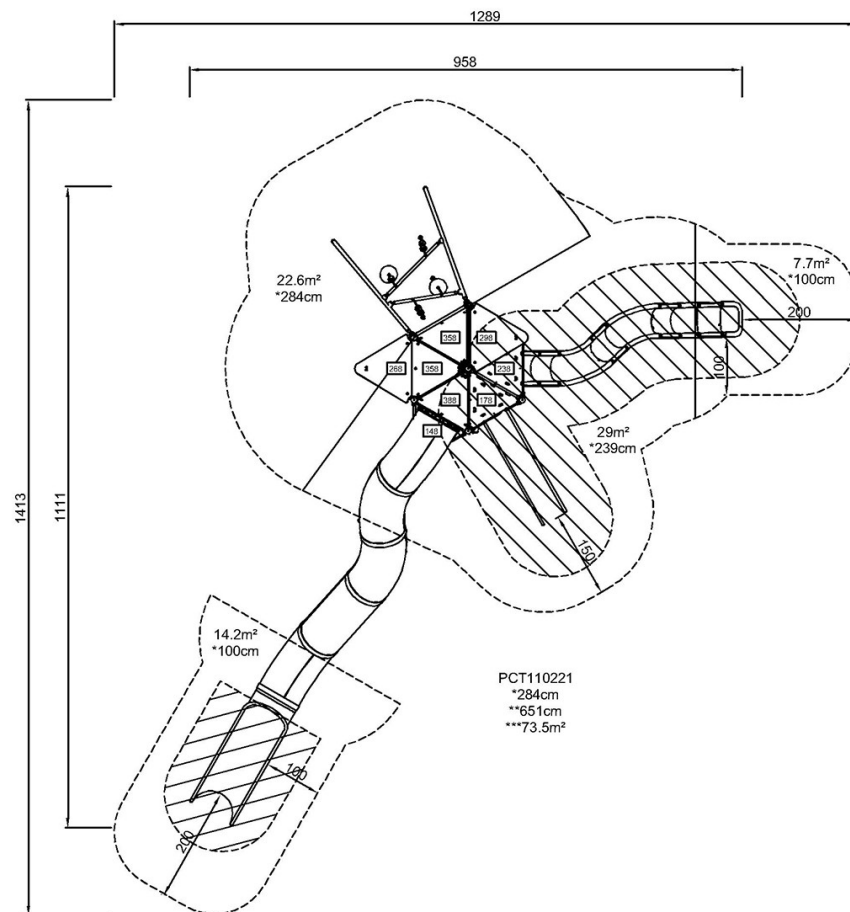 1289
958
22.6m²
*284cm
7.7m²
*100cm
200
358
298
268
358
238
388
178
148
100
29m²
*239cm
1413
1111
150
14.2m²
*100cm
PCT110221
*284cm
**651cm
***73.5m²
100
200